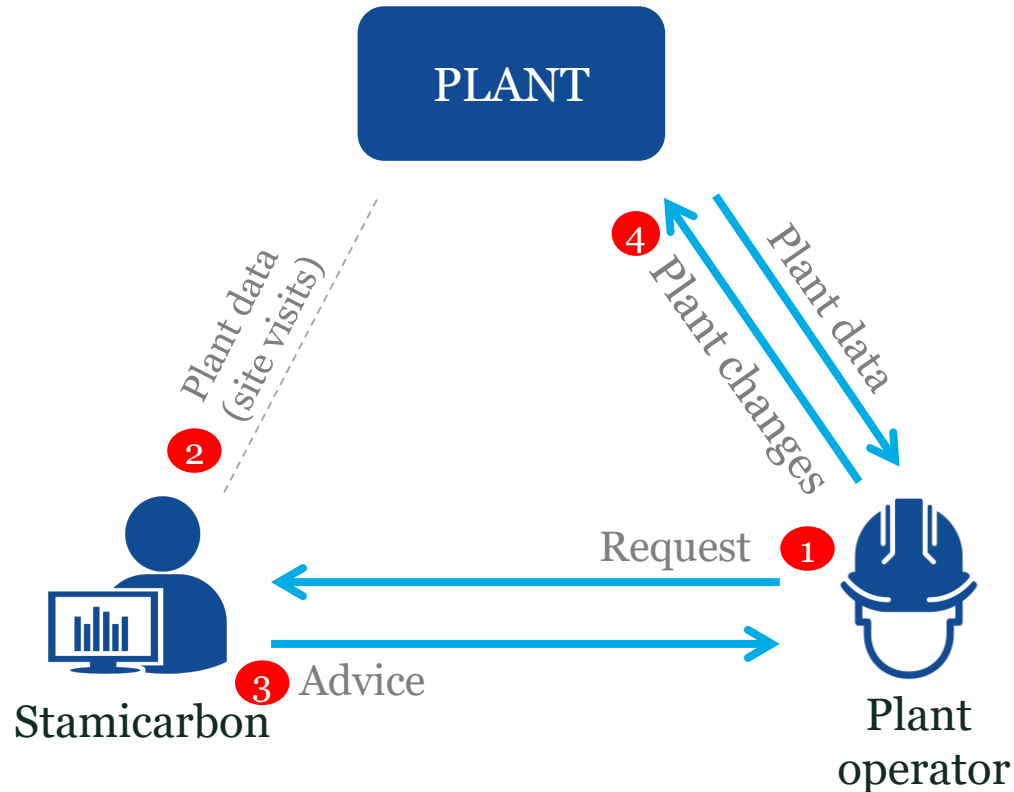 PLANT
4
Plant data
Plant changes
Plant data
(site visits)
2
Request
1
3
Advice
Stamicarbon
Plant
operator